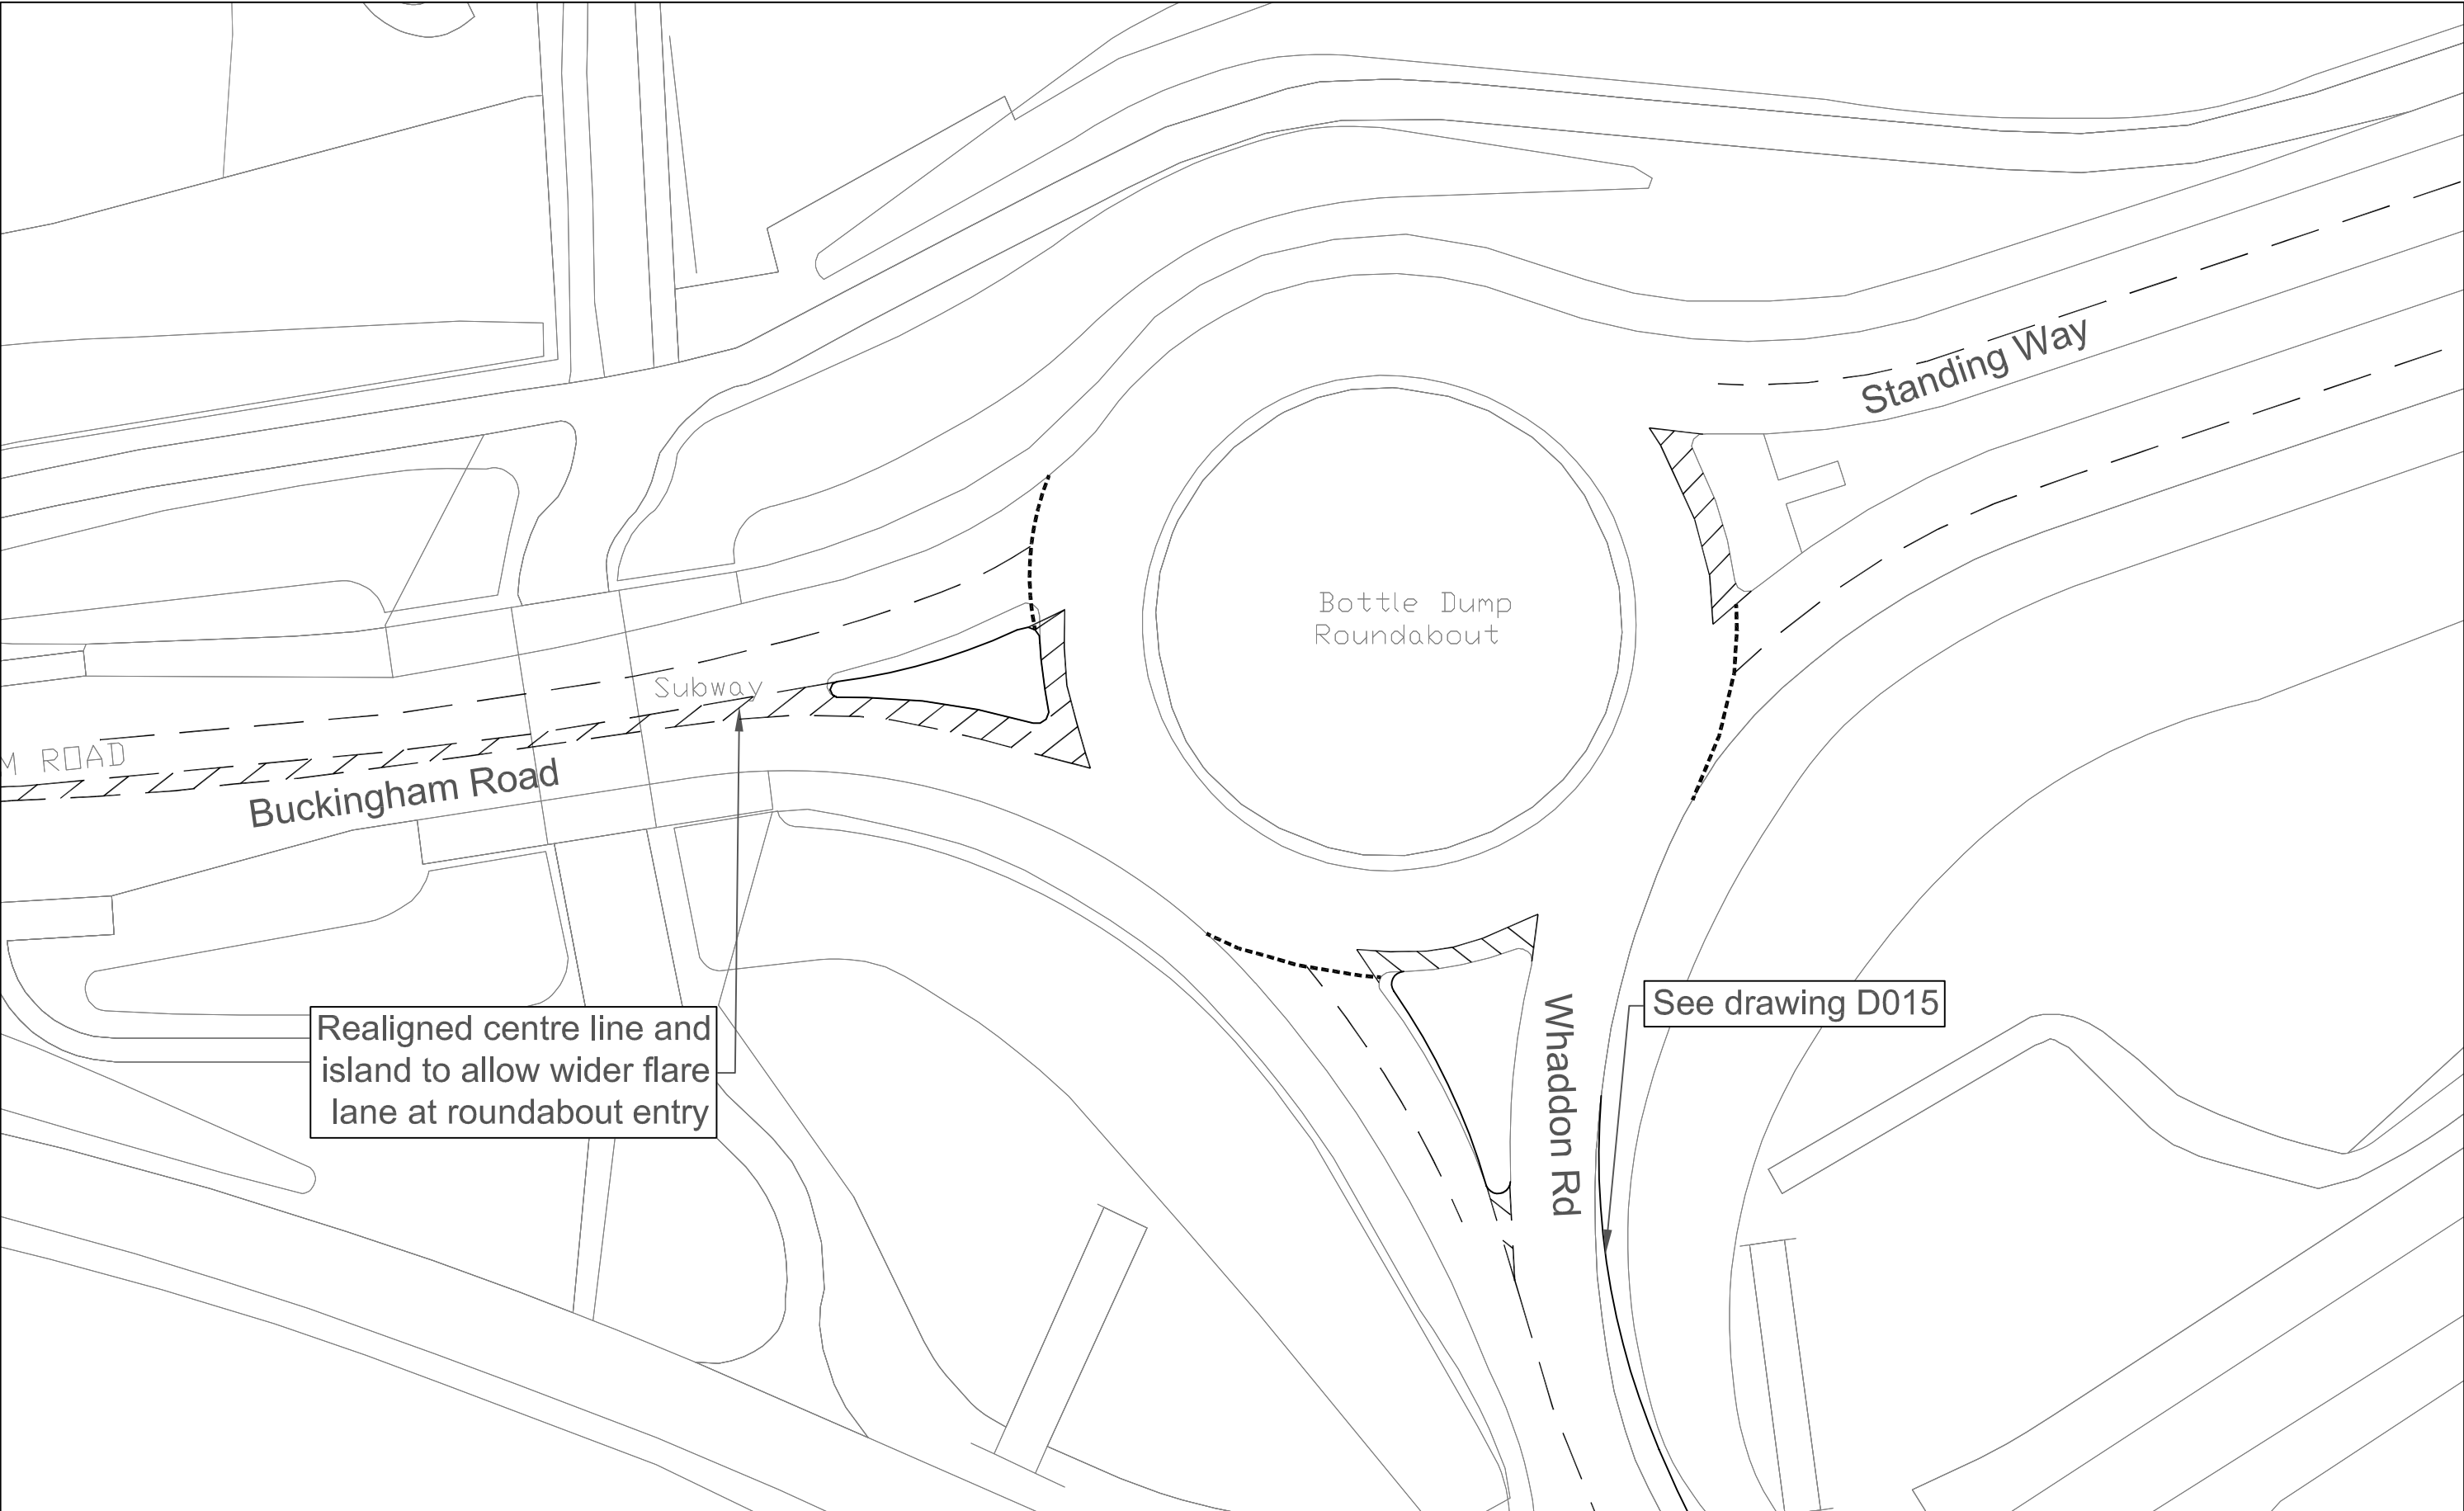 Standing Way
Bottle Dump
Roundabout
Subway
M ROAD
Buckingham Road
See drawing D015
Whaddon Rd
Realigned centre line and
island to allow wider flare
lane at roundabout entry